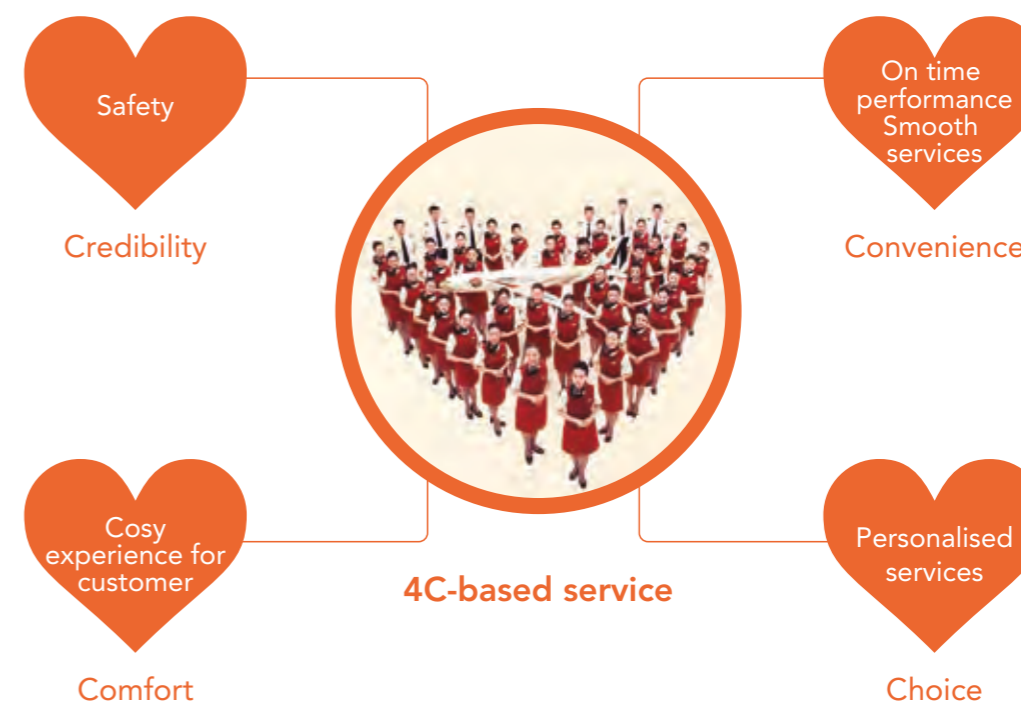 Safety
Credibility
On time
performance
Smooth
services
Convenience
Cosy
experience for
customer
Comfort
4C-based service
Personalised
services
Choice